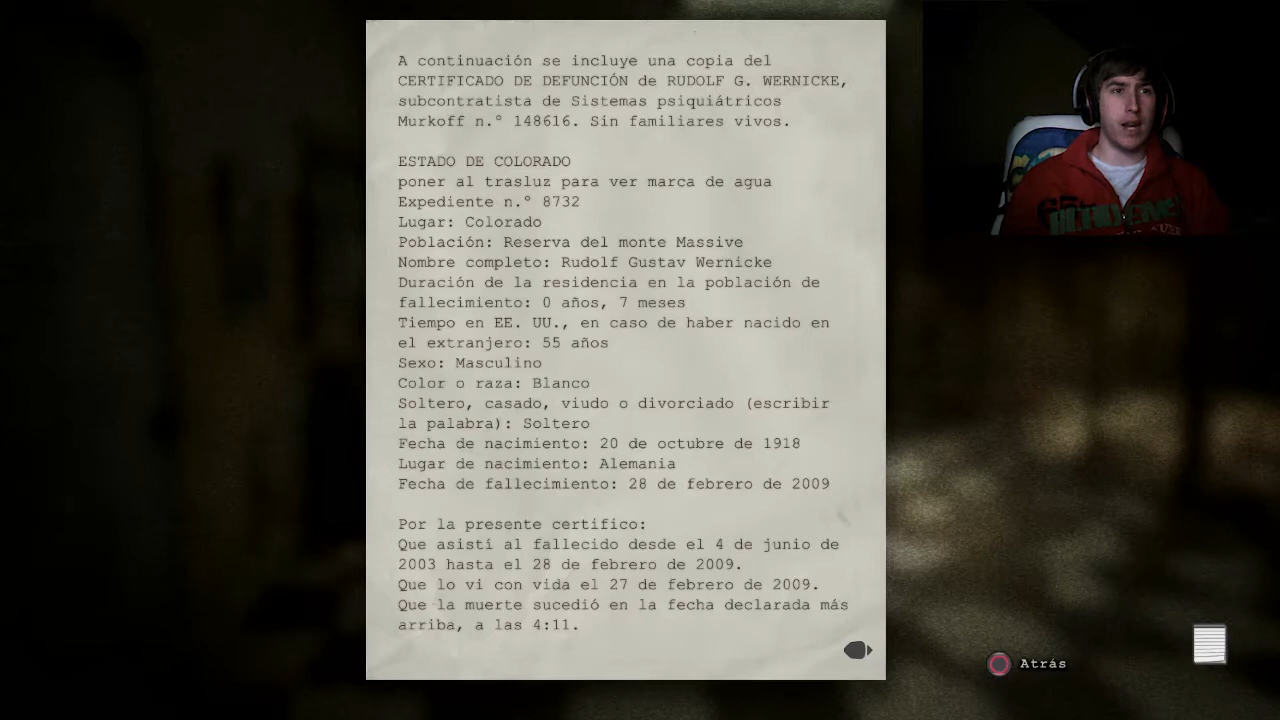 A continuación se incluye una copia del
CERTIFICADO DE DEFUNCIÓN de RUDOLF G. WERNICKE,
subcontratista de Sistemas psiquiátricos
Murkoff n.º 148616. Sin familiares vivos.
ESTADO DE COLORADO
poner al trasluz para ver marca de agua
Expediente n.º 8732
Lugar: Colorado
Población: Reserva del monte Massive
Nombre completo: Rudolf Gustav Wernicke
Duración de la residencia en la población de
fallecimiento: 0 años, 7 meses
Tiempo en EE. UU., en caso de haber nacido en
el extranjero: 55 años
Sexo: Masculino
Color o raza: Blanco
Soltero, casado, viudo o divorciado (escribir
la palabra): Soltero
Fecha de nacimiento: 20 de octubre de 1918
Lugar de nacimiento: Alemania
Fecha de fallecimiento: 28 de febrero de 2009
Por la presente certifico:
Que asistí al fallecido desde el 4 de junio de
2003 hasta el 28 de febrero de 2009.
Que lo vi con vida el 27 de febrero de 2009.
Que la muerte sucedió en la fecha declarada más
arriba, a las 4:11.
Atrás